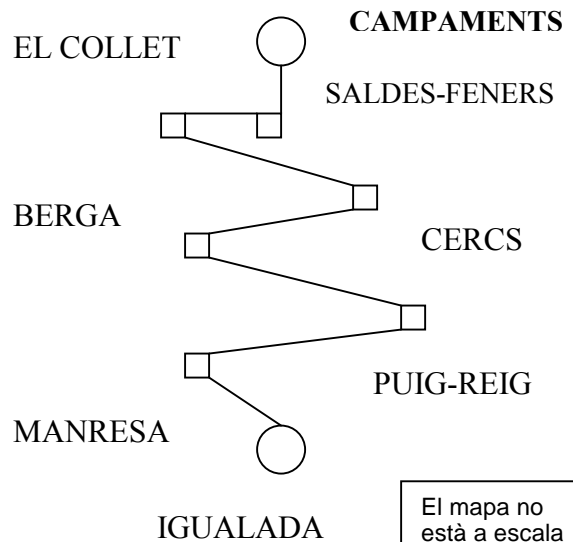 CAMPAMENTS
EL COLLET
SALDES-FENERS
BERGA
CERCS
PUIG-REIG
MANRESA
IGUALADA
El mapa no
està a escala